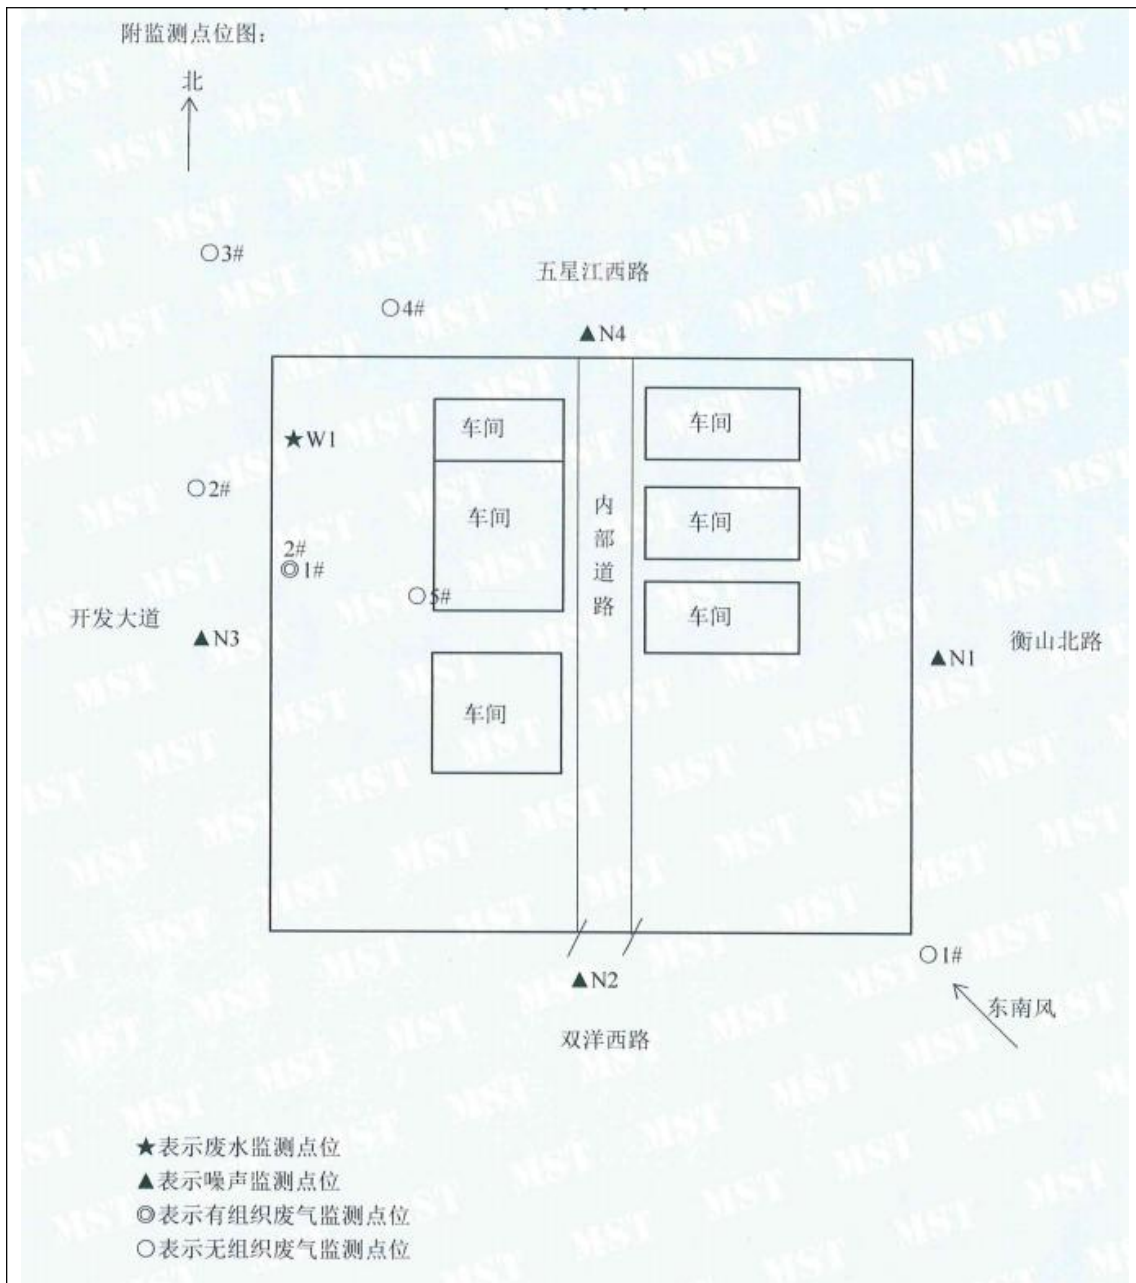 附监测点位图：
北
○3#
五星江西路
○4#
▲N4
车间
车间
★W1
○2#
车间
内部道路
车间
2#
◎1#
○5#
车间
开发大道
▲N3
▲N1
衡山北路
车间
○1#
▲N2
东南风
双洋西路
★表示废水监测点位
▲表示噪声监测点位
◎表示有组织废气监测点位
○表示无组织废气监测点位
MST